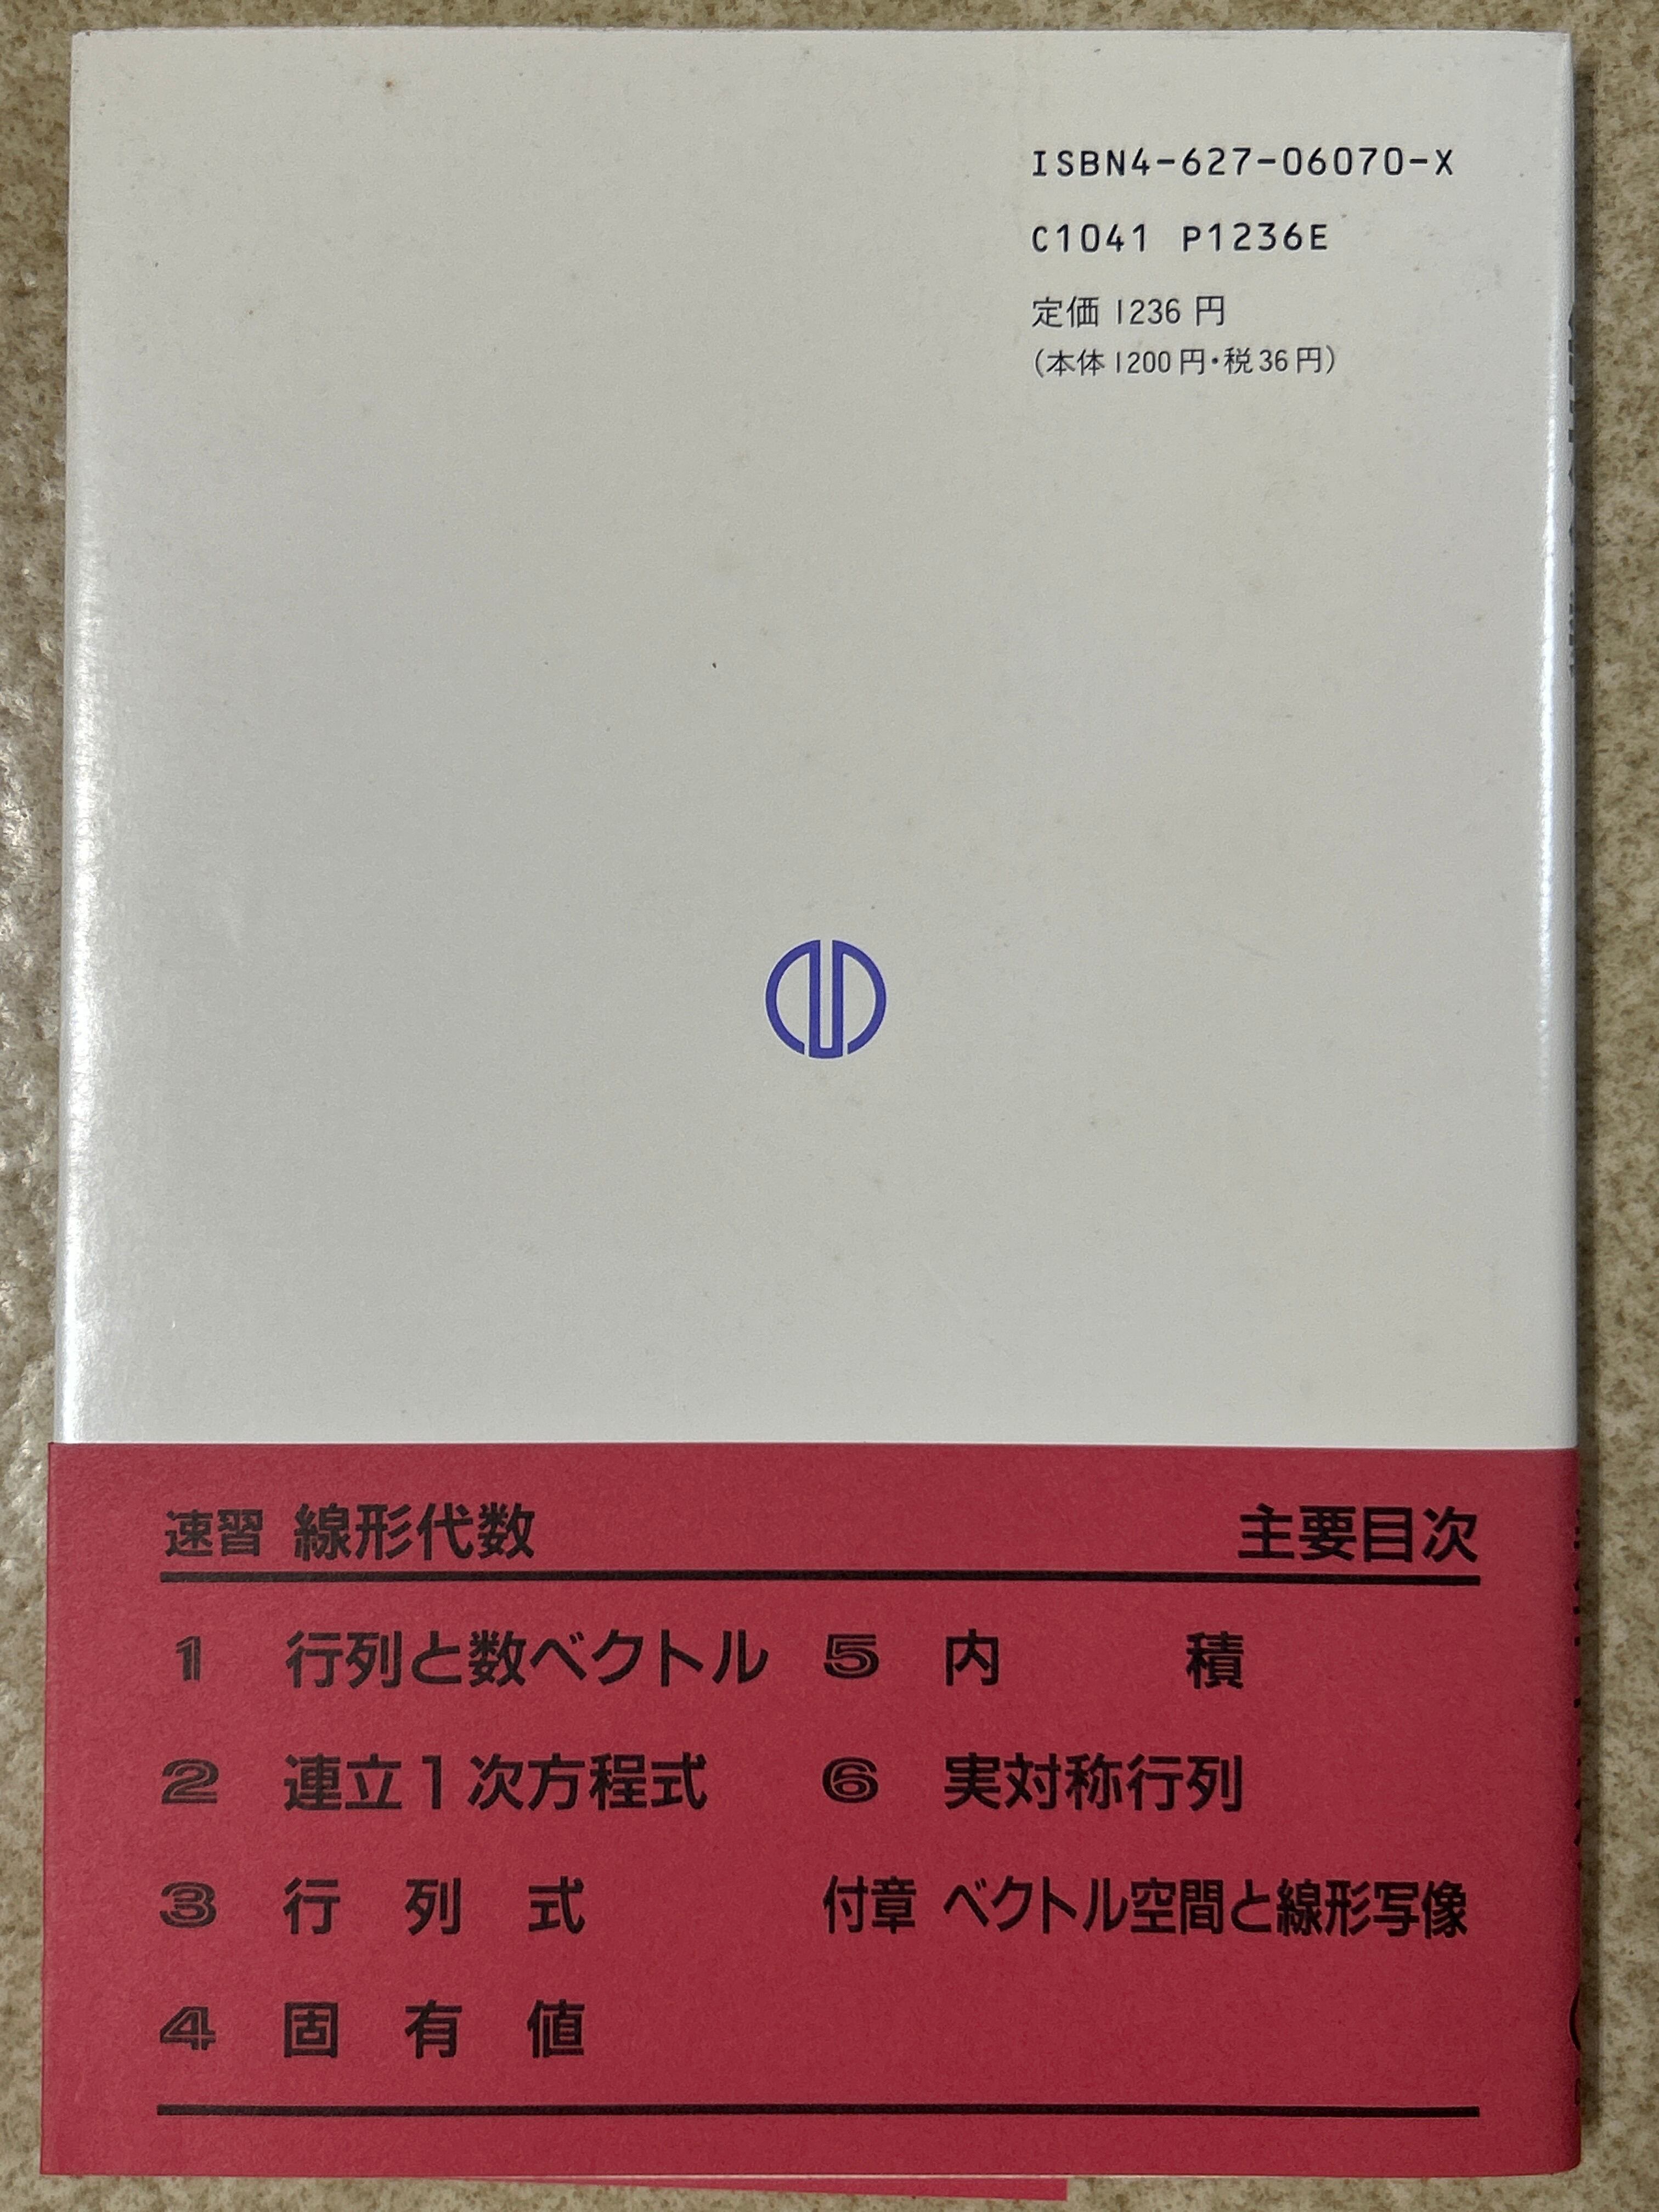 ISBN4-627-06070-X
C1041 P1236E
定価 1236 円
（本体 1200 円・税 36 円）
速習 線形代数 主要目次
1 行列と数ベクトル
2 連立1次方程式
3 行列式
4 固有値
5 内積
6 実対称行列
付章 ベクトル空間と線形写像